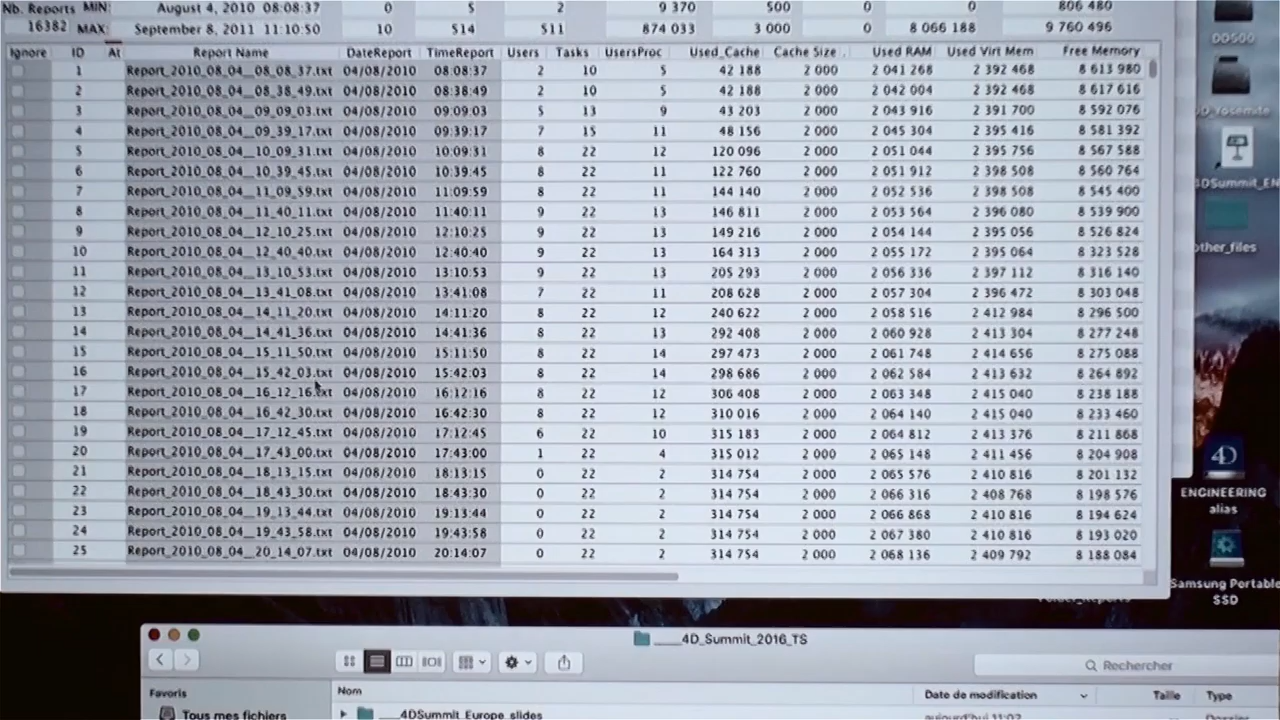 Nb. Reports MIN: August 4, 2010 08:08:37 0 5 2 9 370 500 0 0 806 480
16382 MAX: September 8, 2011 11:10:50 10 514 511 874 033 3 000 0 8 066 188 9 760 496
Ignore ID At Report Name DateReport TimeReport Users Tasks UsersProc Used_Cache Cache Size Used RAM Used Virt Mem Free Memory
1 Report_2010_08_04__08_08_37.txt 04/08/2010 08:08:37 2 10 5 42 188 2 000 2 041 268 2 392 468 8 613 980
2 Report_2010_08_04__08_38_49.txt 04/08/2010 08:38:49 2 10 5 42 188 2 000 2 042 004 2 392 468 8 617 616
3 Report_2010_08_04__09_09_03.txt 04/08/2010 09:09:03 5 13 9 43 203 2 000 2 043 916 2 391 700 8 592 076
4 Report_2010_08_04__09_39_17.txt 04/08/2010 09:39:17 7 15 11 48 156 2 000 2 045 304 2 395 416 8 581 392
5 Report_2010_08_04__10_09_31.txt 04/08/2010 10:09:31 8 22 12 120 096 2 000 2 051 044 2 395 756 8 567 588
6 Report_2010_08_04__10_39_45.txt 04/08/2010 10:39:45 8 22 11 122 760 2 000 2 051 912 2 398 508 8 560 764
7 Report_2010_08_04__11_09_59.txt 04/08/2010 11:09:59 8 22 11 144 140 2 000 2 052 536 2 398 508 8 545 400
8 Report_2010_08_04__11_40_11.txt 04/08/2010 11:40:11 9 22 13 146 811 2 000 2 053 564 2 396 080 8 539 900
9 Report_2010_08_04__12_10_25.txt 04/08/2010 12:10:25 9 22 13 149 216 2 000 2 054 144 2 395 056 8 526 824
10 Report_2010_08_04__12_40_40.txt 04/08/2010 12:40:40 9 22 13 164 313 2 000 2 055 172 2 395 064 8 323 528
11 Report_2010_08_04__13_10_53.txt 04/08/2010 13:10:53 9 22 13 205 293 2 000 2 056 336 2 397 112 8 316 140
12 Report_2010_08_04__13_41_08.txt 04/08/2010 13:41:08 7 22 11 208 628 2 000 2 057 304 2 396 472 8 303 048
13 Report_2010_08_04__14_11_20.txt 04/08/2010 14:11:20 8 22 12 240 622 2 000 2 058 516 2 412 984 8 296 500
14 Report_2010_08_04__14_41_36.txt 04/08/2010 14:41:36 8 22 13 292 408 2 000 2 060 928 2 413 304 8 277 248
15 Report_2010_08_04__15_11_50.txt 04/08/2010 15:11:50 8 22 14 297 473 2 000 2 061 748 2 414 656 8 275 088
16 Report_2010_08_04__15_42_03.txt 04/08/2010 15:42:03 8 22 14 298 686 2 000 2 062 584 2 413 632 8 264 892
17 Report_2010_08_04__16_12_16.txt 04/08/2010 16:12:16 8 22 12 306 408 2 000 2 063 348 2 415 040 8 238 188
18 Report_2010_08_04__16_42_30.txt 04/08/2010 16:42:30 8 22 12 310 016 2 000 2 064 140 2 415 040 8 233 460
19 Report_2010_08_04__17_12_45.txt 04/08/2010 17:12:45 6 22 10 315 183 2 000 2 064 812 2 413 376 8 211 868
20 Report_2010_08_04__17_43_00.txt 04/08/2010 17:43:00 1 22 4 315 012 2 000 2 065 148 2 411 456 8 204 908
21 Report_2010_08_04__18_13_15.txt 04/08/2010 18:13:15 0 22 2 314 754 2 000 2 065 576 2 410 816 8 201 132
22 Report_2010_08_04__18_43_30.txt 04/08/2010 18:43:30 0 22 2 314 754 2 000 2 066 316 2 408 768 8 198 576
23 Report_2010_08_04__19_13_44.txt 04/08/2010 19:13:44 0 22 2 314 754 2 000 2 066 868 2 410 816 8 194 624
24 Report_2010_08_04__19_43_58.txt 04/08/2010 19:43:58 0 22 2 314 754 2 000 2 067 380 2 410 816 8 193 020
25 Report_2010_08_04__20_14_07.txt 04/08/2010 20:14:07 0 22 2 314 754 2 000 2 068 136 2 409 792 8 188 084
DD500
Yosemite
4DSummit_EN
other_files
4D
ENGINEERING
alias
Samsung Portable
SSD
____4D_Summit_2016_TS
Rechercher
Favoris
Tous mes fichiers
Nom Date de modification Taille Type
__4DSummit_Europe_slides aujourd'hui 11:02 Dossier